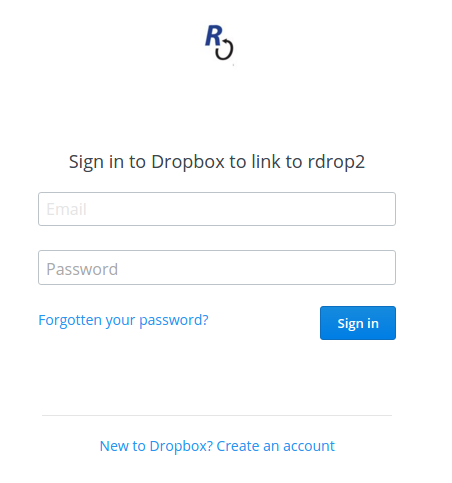 R
Sign in to Dropbox to link to rdrop2
Email
Password
Forgotten your password?
Sign in
New to Dropbox? Create an account